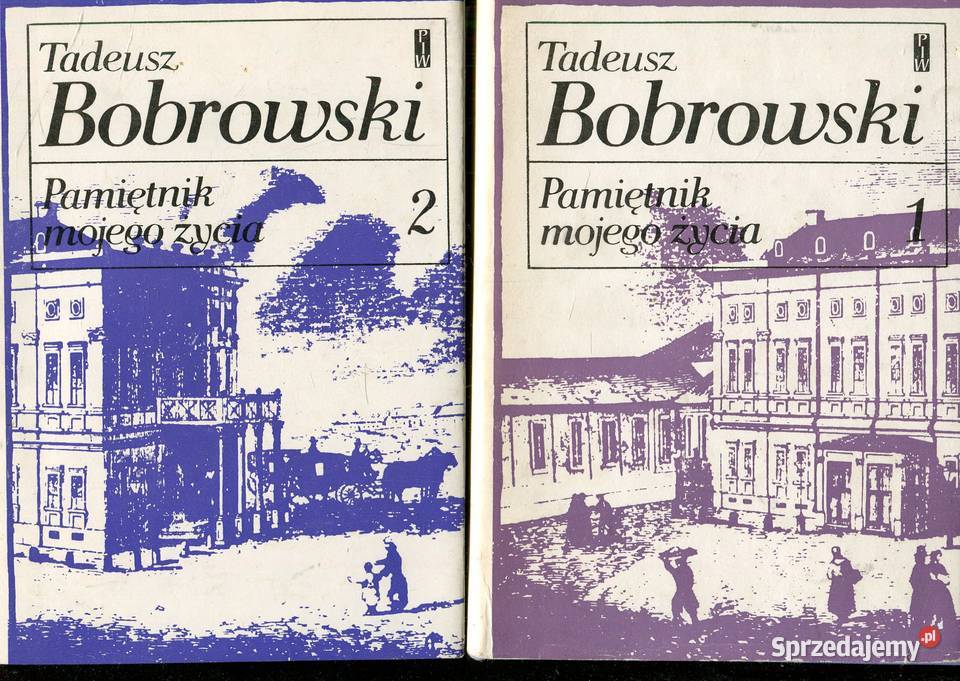 Tadeusz
Bobrowski
Pamiętnik
mojego życia
2
PIW
Tadeusz
Bobrowski
Pamiętnik
mojego życia
1
PIW
Sprzedajemy.pl